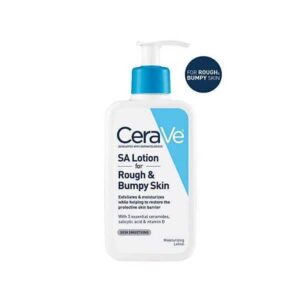 FOR ROUGH,
BUMPY SKIN
CeraVe
DEVELOPED WITH DERMATOLOGISTS
SA Lotion
for
Rough &
Bumpy Skin
Exfoliates & moisturizes
while helping to restore the
protective skin barrier
With 3 essential ceramides,
salicylic acid & vitamin D
SKIN SMOOTHING
Moisturizing
Lotion